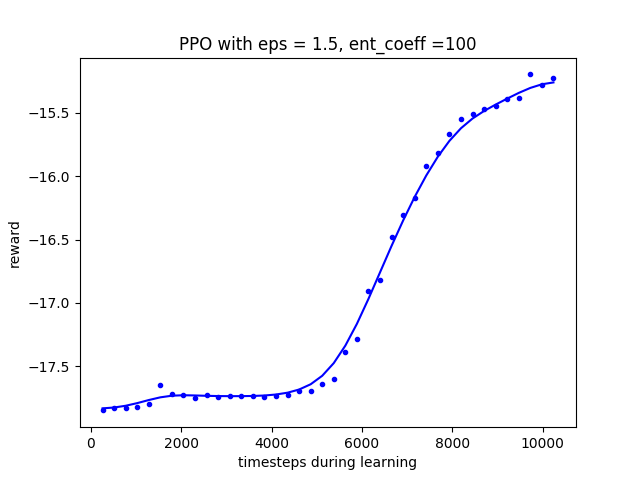 PPO with eps = 1.5, ent_coeff =100
−15.5
−16.0
−16.5
−17.0
−17.5
reward
0 2000 4000 6000 8000 10000
timesteps during learning